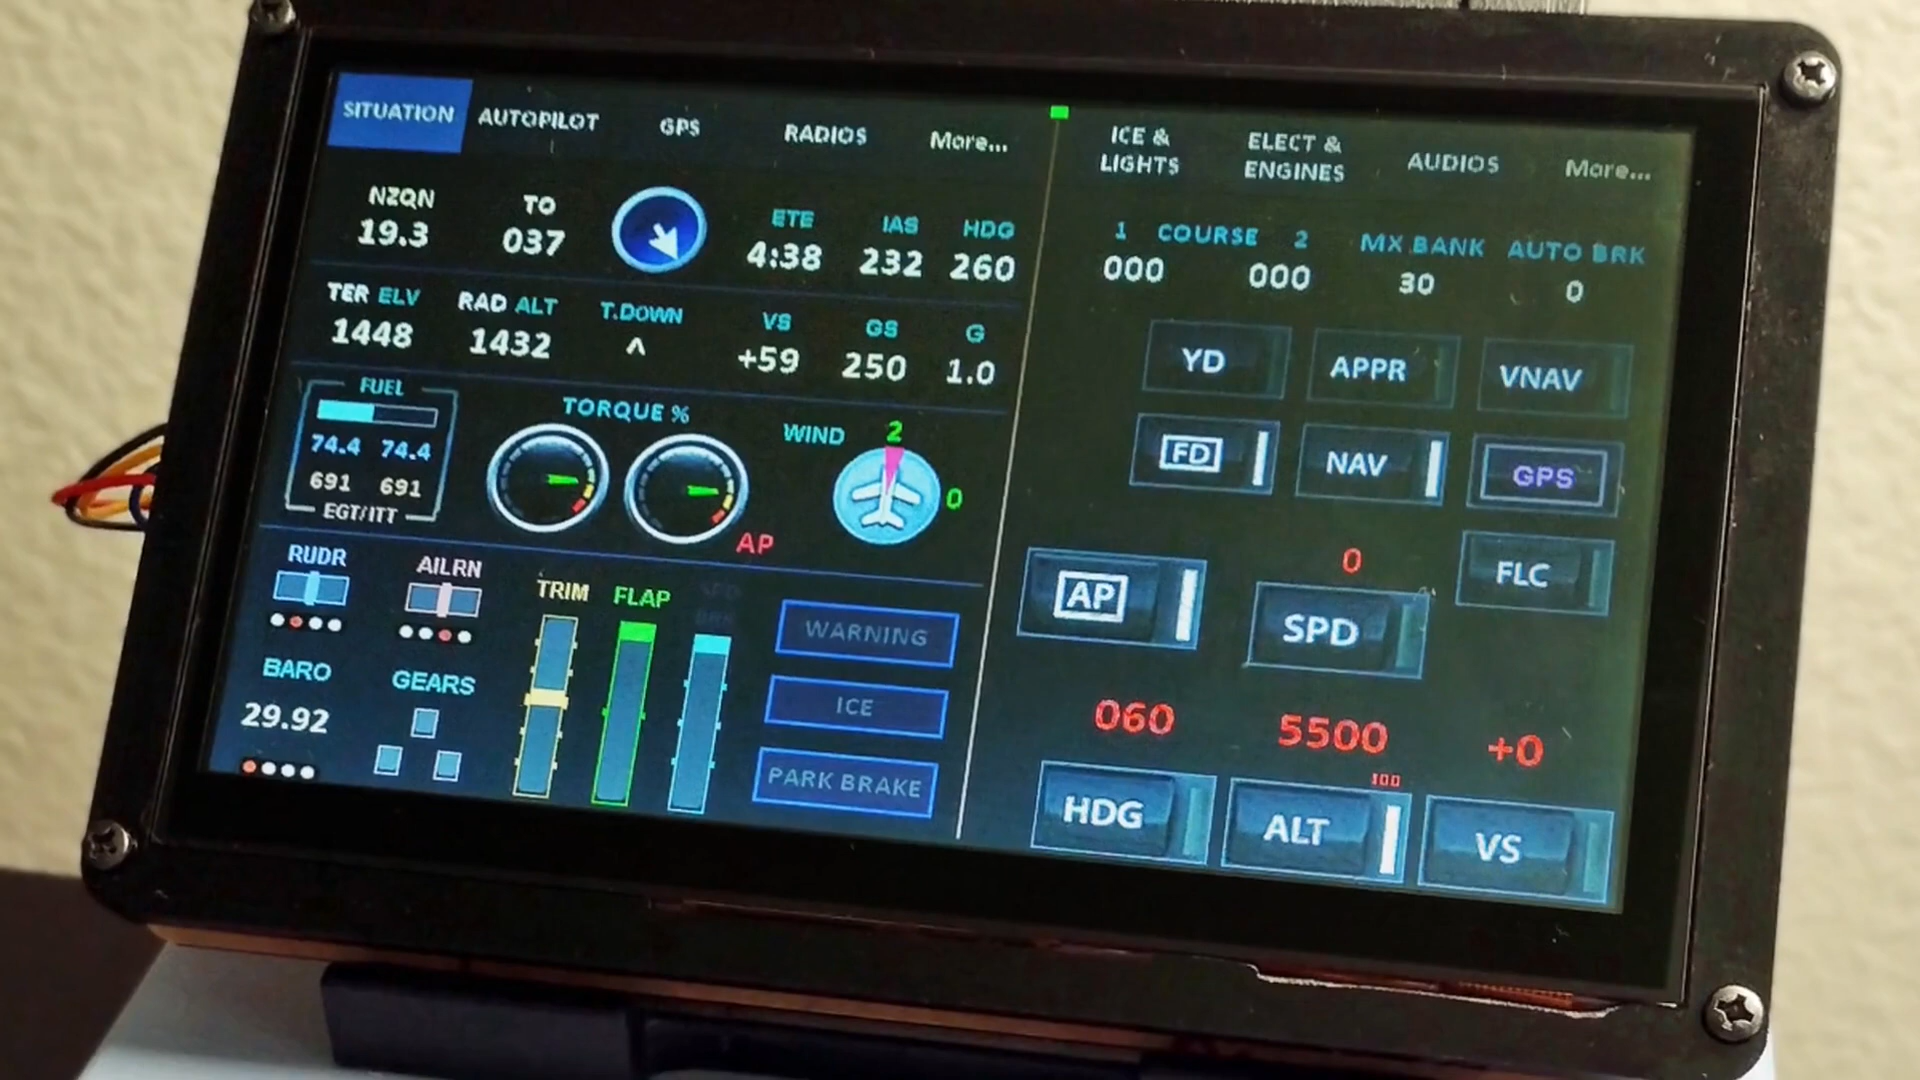 SITUATION AUTOPILOT GPS RADIOS More...
NZQN TO ETE IAS HDG
19.3 037 4:38 232 260
TER ELV RAD ALT T.DOWN VS GS G
1448 1432 ^ +59 250 1.0
FUEL TORQUE % WIND 2
74.4 74.4
691 691 0
EGT/ITT AP
RUDR AILRN TRIM FLAP SPD
BRK
WARNING
BARO GEARS
29.92 ICE
PARK BRAKE
ICE & LIGHTS ELECT & ENGINES AUDIOS More...
1 COURSE 2 MX BANK AUTO BRK
000 000 30 0
YD APPR VNAV
FD NAV GPS
0
AP SPD FLC
060 5500 +0
100
HDG ALT VS